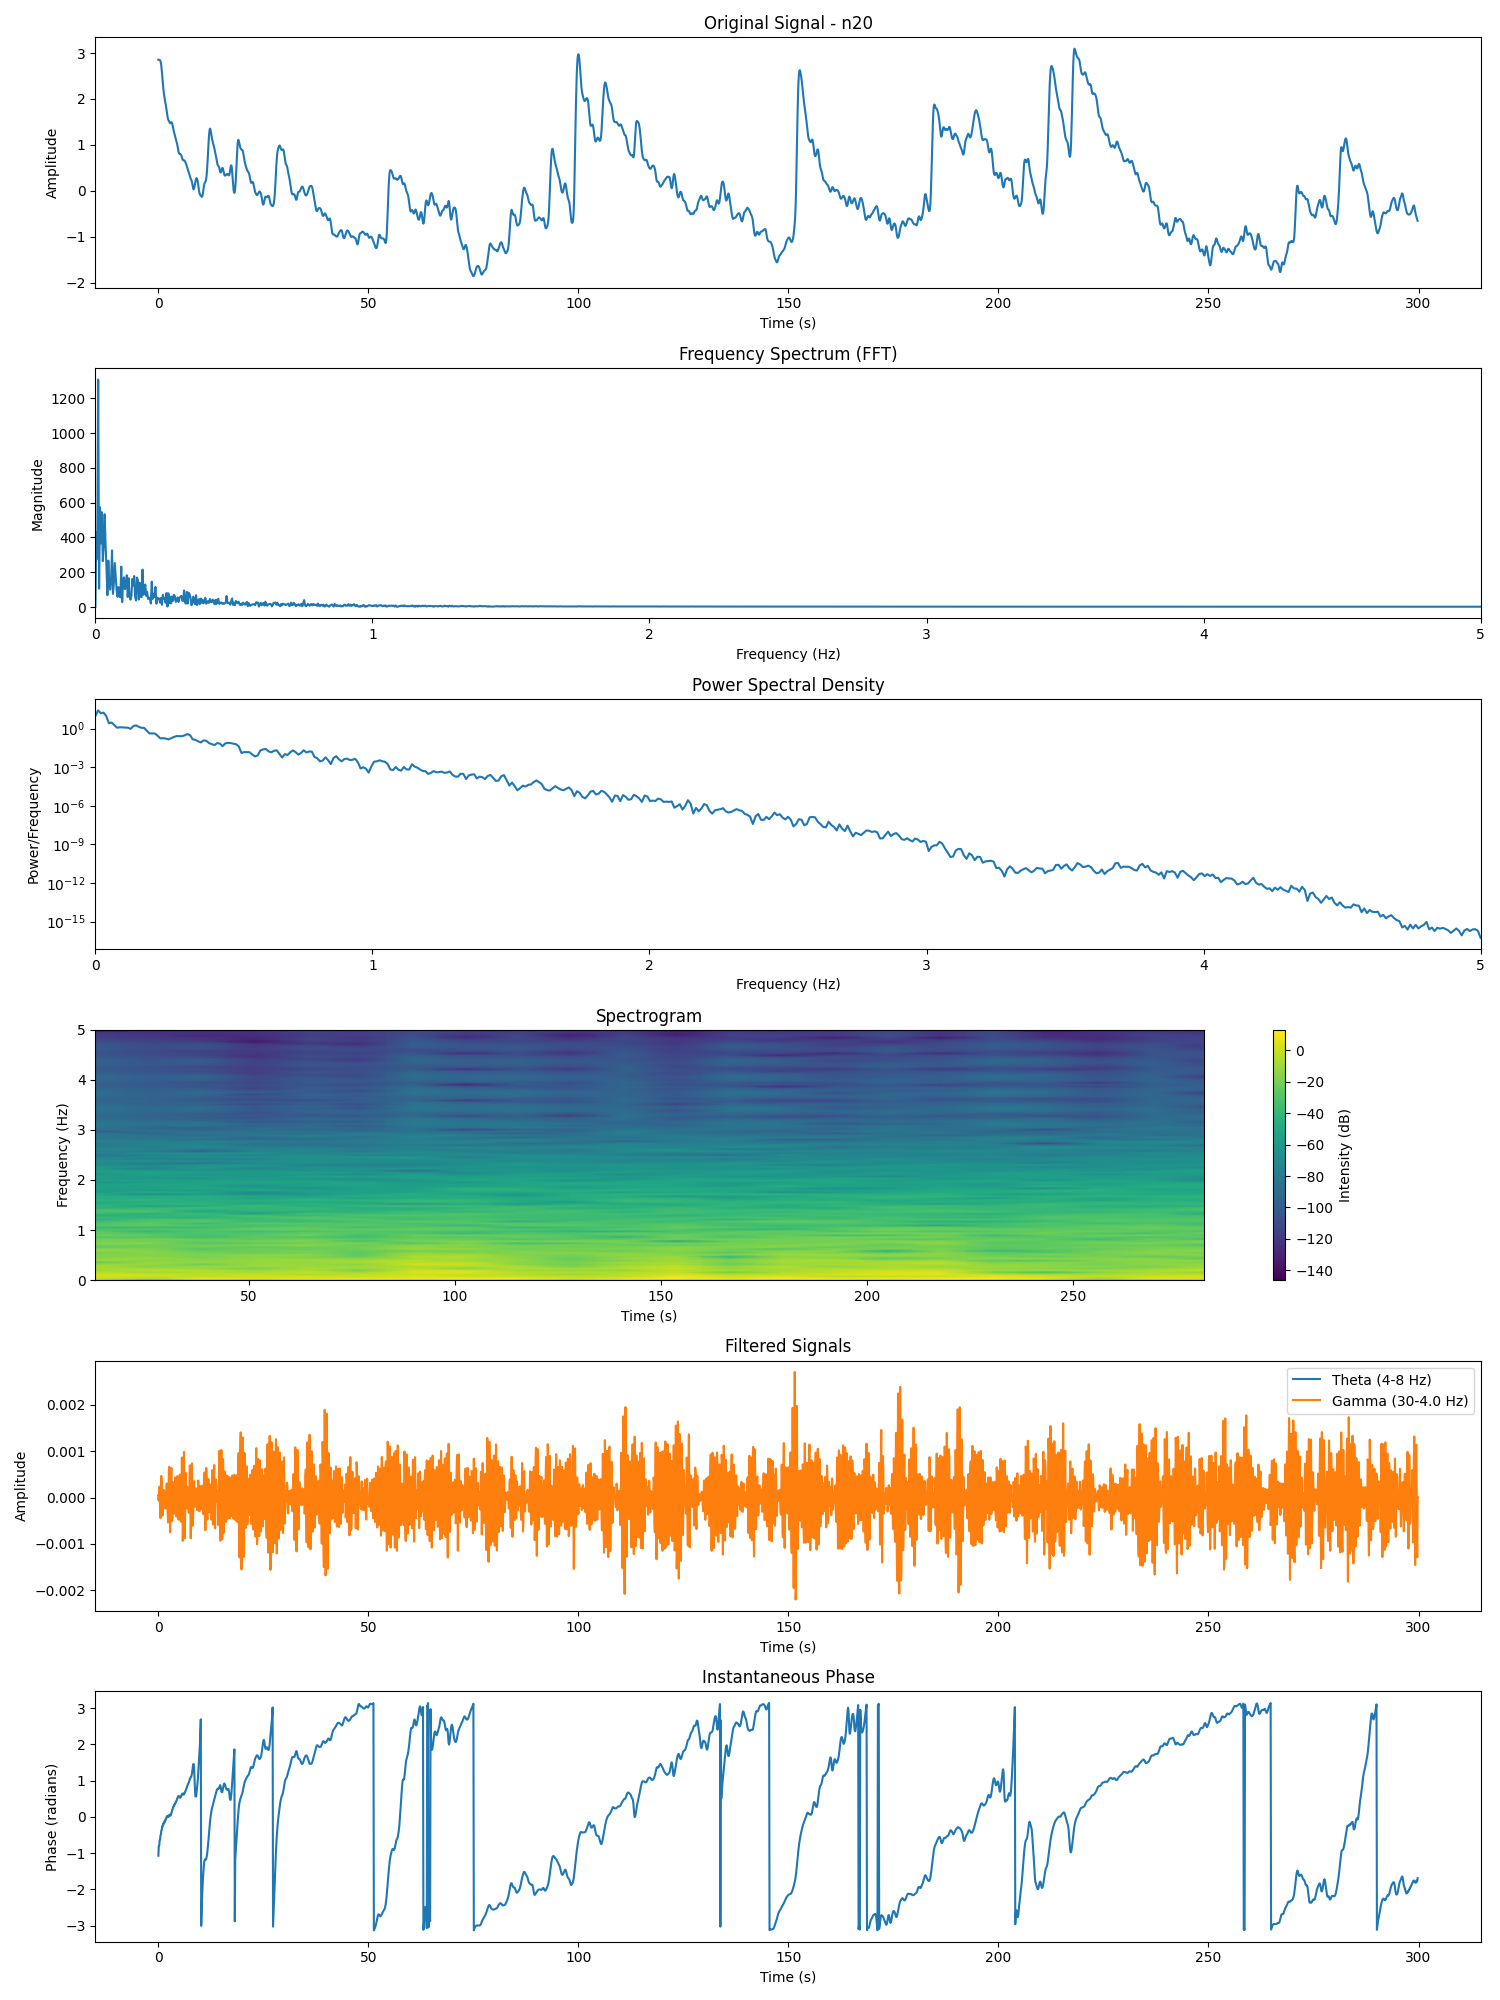 Original Signal - n20
3
2
1
0
−1
−2
Amplitude
0 50 100 150 200 250 300
Time (s)
Frequency Spectrum (FFT)
1200
1000
800
600
400
200
0
Magnitude
0 1 2 3 4 5
Frequency (Hz)
Power Spectral Density
10⁰
10⁻³
10⁻⁶
10⁻⁹
10⁻¹²
10⁻¹⁵
Power/Frequency
0 1 2 3 4 5
Frequency (Hz)
Spectrogram
5
4
3
2
1
0
Frequency (Hz)
50 100 150 200 250
Time (s)
0
−20
−40
−60
−80
−100
−120
−140
Intensity (dB)
Filtered Signals
Theta (4-8 Hz)
Gamma (30-4.0 Hz)
0.002
0.001
0.000
−0.001
−0.002
Amplitude
0 50 100 150 200 250 300
Time (s)
Instantaneous Phase
3
2
1
0
−1
−2
−3
Phase (radians)
0 50 100 150 200 250 300
Time (s)